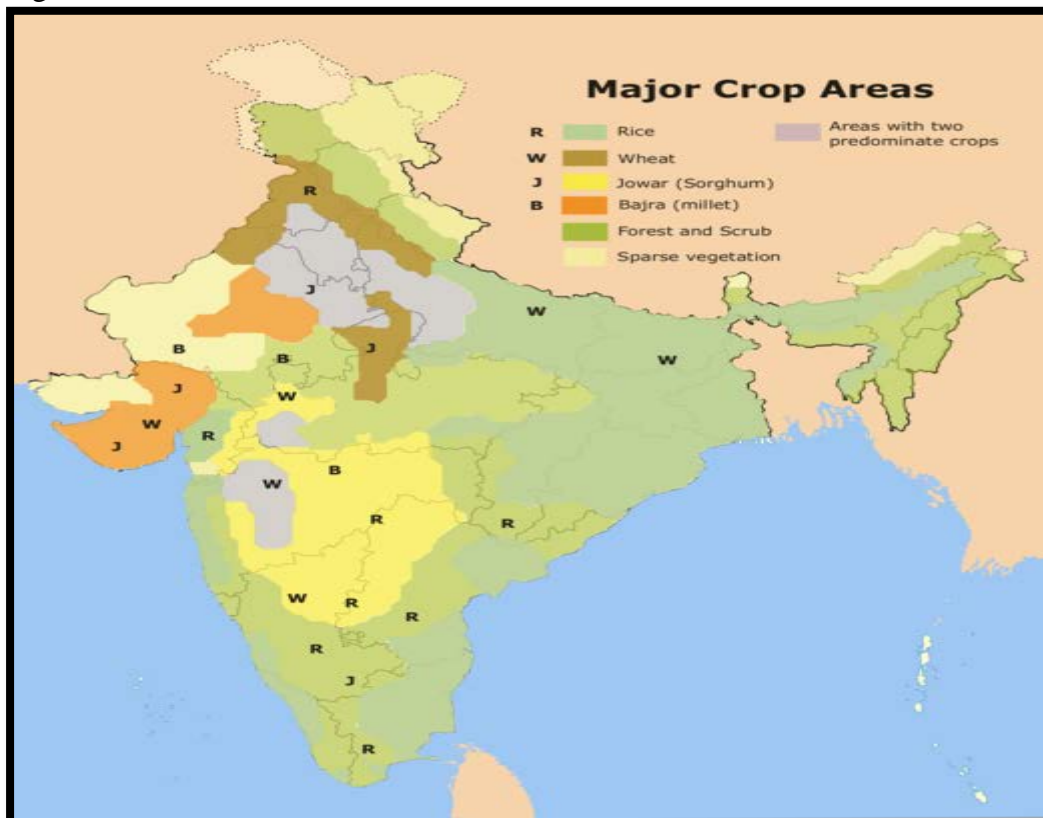 Major Crop Areas
R Rice
W Wheat
J Jowar (Sorghum)
B Bajra (millet)
Forest and Scrub
Sparse vegetation
Areas with two
predominate crops
R
J
W
J
W
B
B
J
J
W
W
R
B
W
R
R
W
R
R
R
J
R